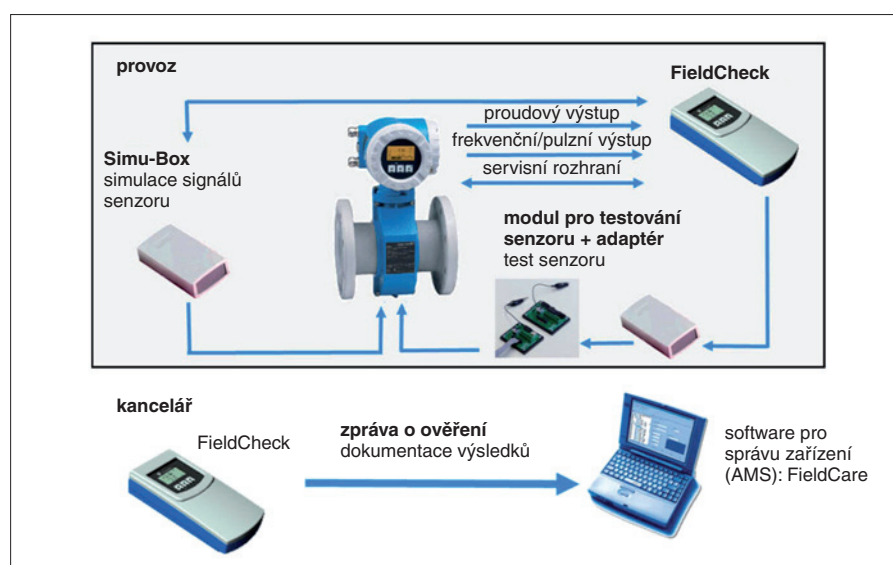 provoz
FieldCheck
proudový výstup
frekvenční/pulzní výstup
servisní rozhraní
Simu-Box
simulace signálů
senzoru
modul pro testování
senzoru + adaptér
test senzoru
kancelář
FieldCheck
zpráva o ověření
dokumentace výsledků
software pro
správu zařízení
(AMS): FieldCare